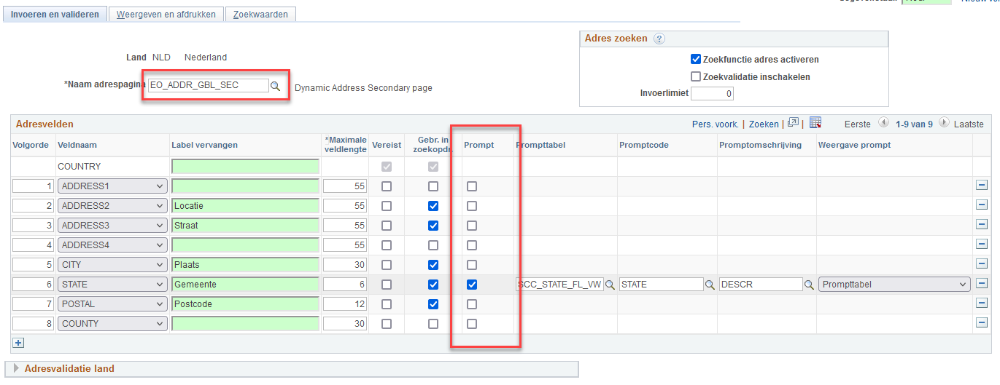 Invoeren en valideren Weergeven en afdrukken Zoekwaarden
Adres zoeken ?
Land NLD Nederland
Zoekfunctie adres activeren
Zoekvalidatie inschakelen
*Naam adrespagina EO_ADDR_GBL_SEC Dynamic Address Secondary page
Invoerlimiet 0
Adresvelden Pers. voork. | Zoeken | | Eerste 1-9 van 9 Laatste
Volgorde Veldnaam Label vervangen *Maximale veldlengte Vereist Gebr. in zoekopdr. Prompt Prompttabel Promptcode Promptomschrijving Weergave prompt
COUNTRY
1 ADDRESS1 55
2 ADDRESS2 Locatie 55
3 ADDRESS3 Straat 55
4 ADDRESS4 55
5 CITY Plaats 30
6 STATE Gemeente 6 SCC_STATE_FL_VW STATE DESCR Prompttabel
7 POSTAL Postcode 12
8 COUNTY 30
Adresvalidatie land